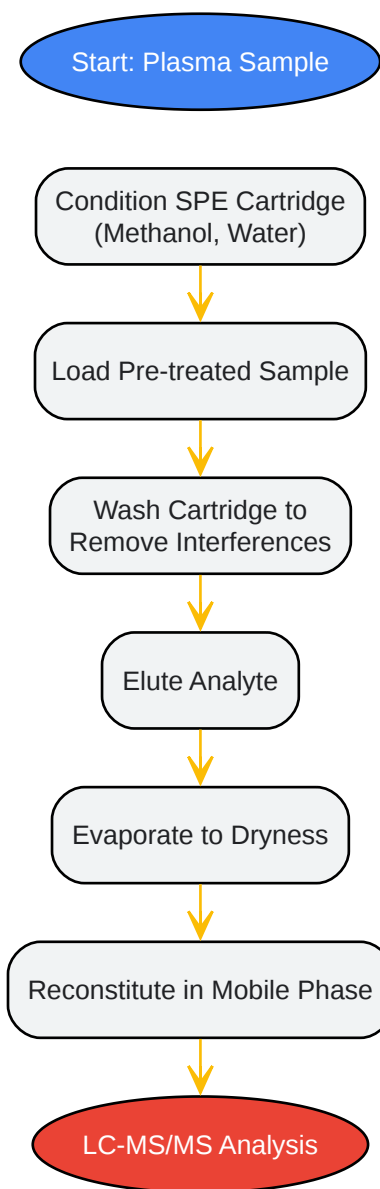 Start: Plasma Sample
Condition SPE Cartridge
(Methanol, Water)
Load Pre-treated Sample
Wash Cartridge to
Remove Interferences
Elute Analyte
Evaporate to Dryness
Reconstitute in Mobile Phase
LC-MS/MS Analysis